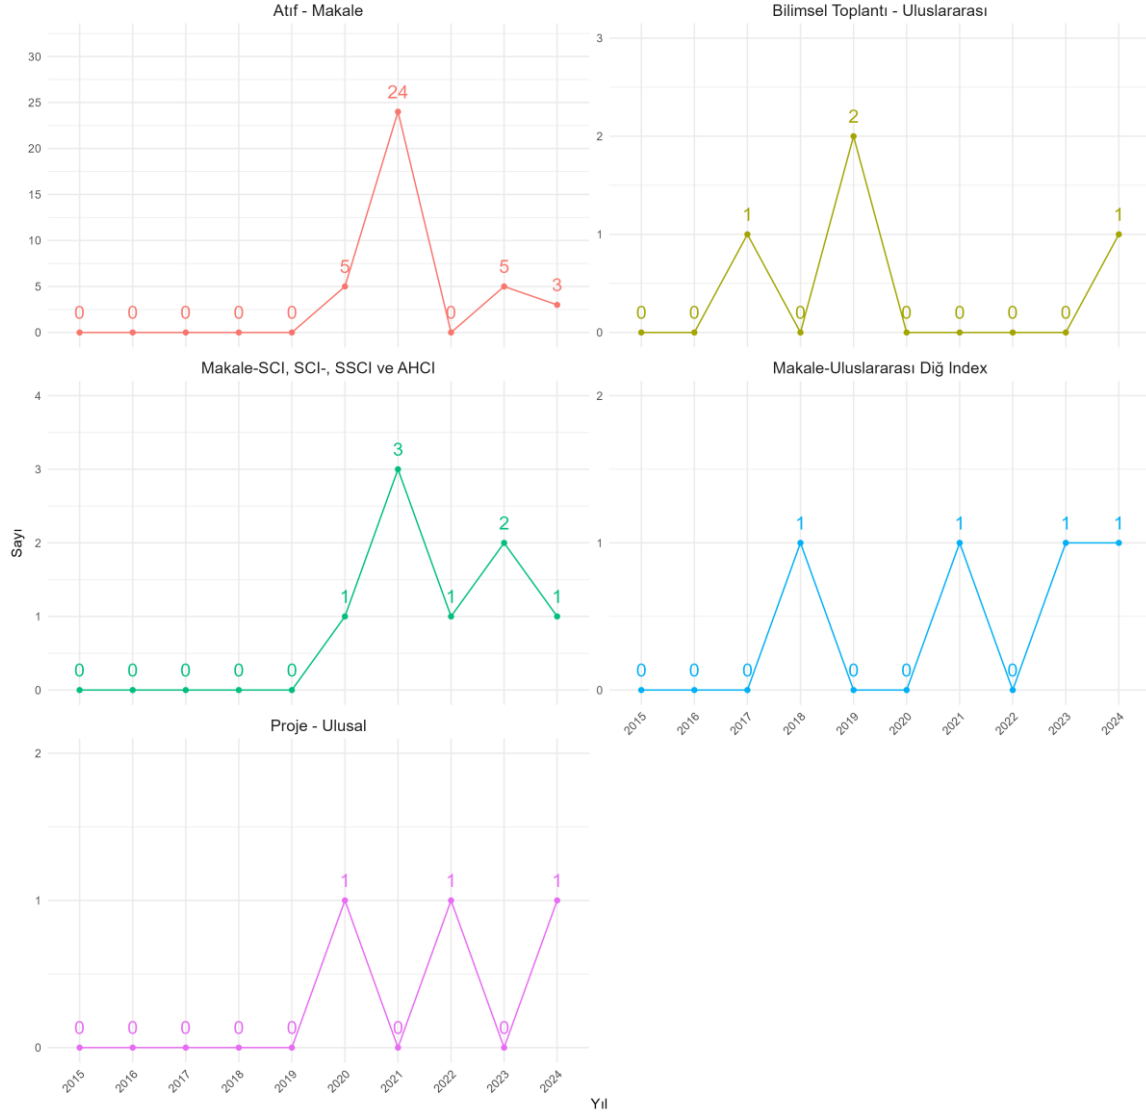 Atıf - Makale
30
25
20
15
10
5
0
0 0 0 0 0 5 24 0 5 3
Bilimsel Toplantı - Uluslararası
3
2
1
0
0 0 1 0 2 0 0 0 0 1
Makale-SCI, SCI-, SSCI ve AHCI
4
3
2
1
0
0 0 0 0 0 1 3 1 2 1
Makale-Uluslararası Diğ Index
2
1
0
0 0 0 1 0 0 1 0 1 1
2015 2016 2017 2018 2019 2020 2021 2022 2023 2024
Proje - Ulusal
2
1
0
0 0 0 0 0 1 0 1 0 1
2015 2016 2017 2018 2019 2020 2021 2022 2023 2024
Sayı
Yıl